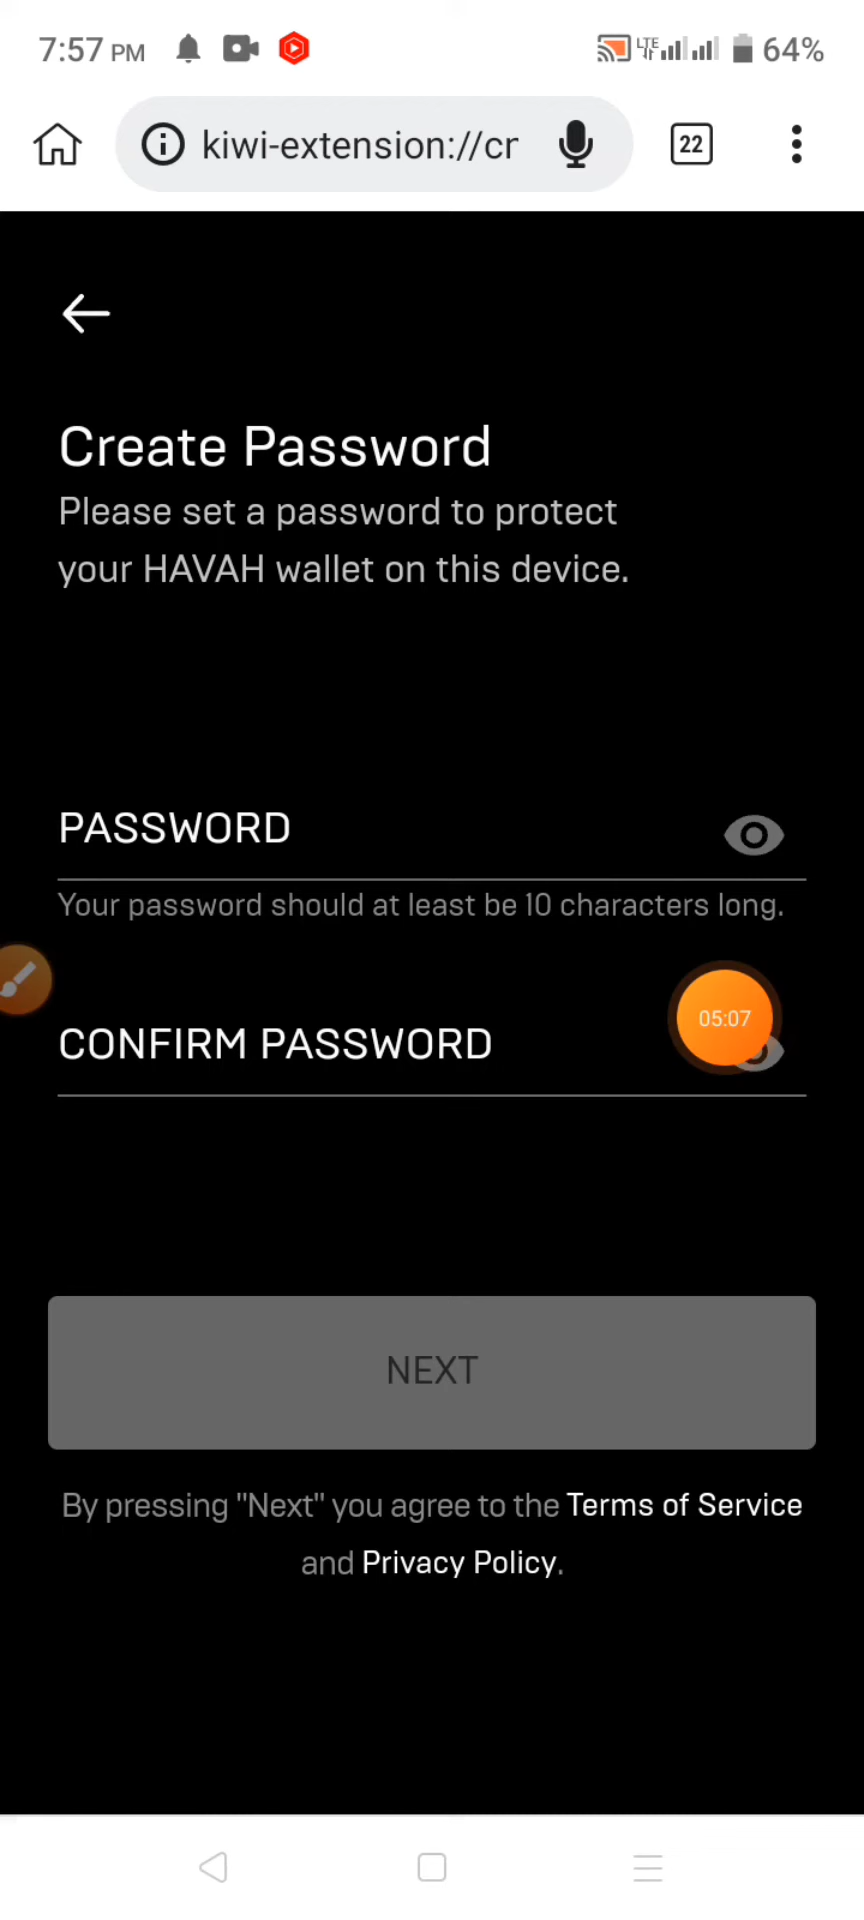 7:57 PM LTE 64%
kiwi-extension://cr 22
Create Password
Please set a password to protect
your HAVAH wallet on this device.
PASSWORD
Your password should at least be 10 characters long.
05:07
CONFIRM PASSWORD
NEXT
By pressing "Next" you agree to the Terms of Service
and Privacy Policy.